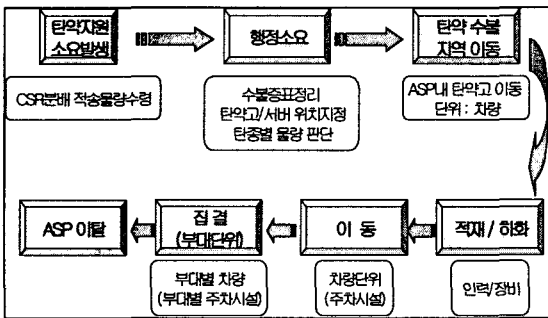 탄약지원
소요발생
행정소요
탄약 수불
지역 이동
CSR분배 적송물량수령
수불증표정리
탄약고/서버 위치지정
탄종별 물량 판단
ASP내 탄약고 이동
단위 : 차량
ASP 이탈
집 결
(부대단위)
이 동
적재 / 하화
부대별 차량
(부대별 주차시설)
차량단위
(주차시설)
인력/장비